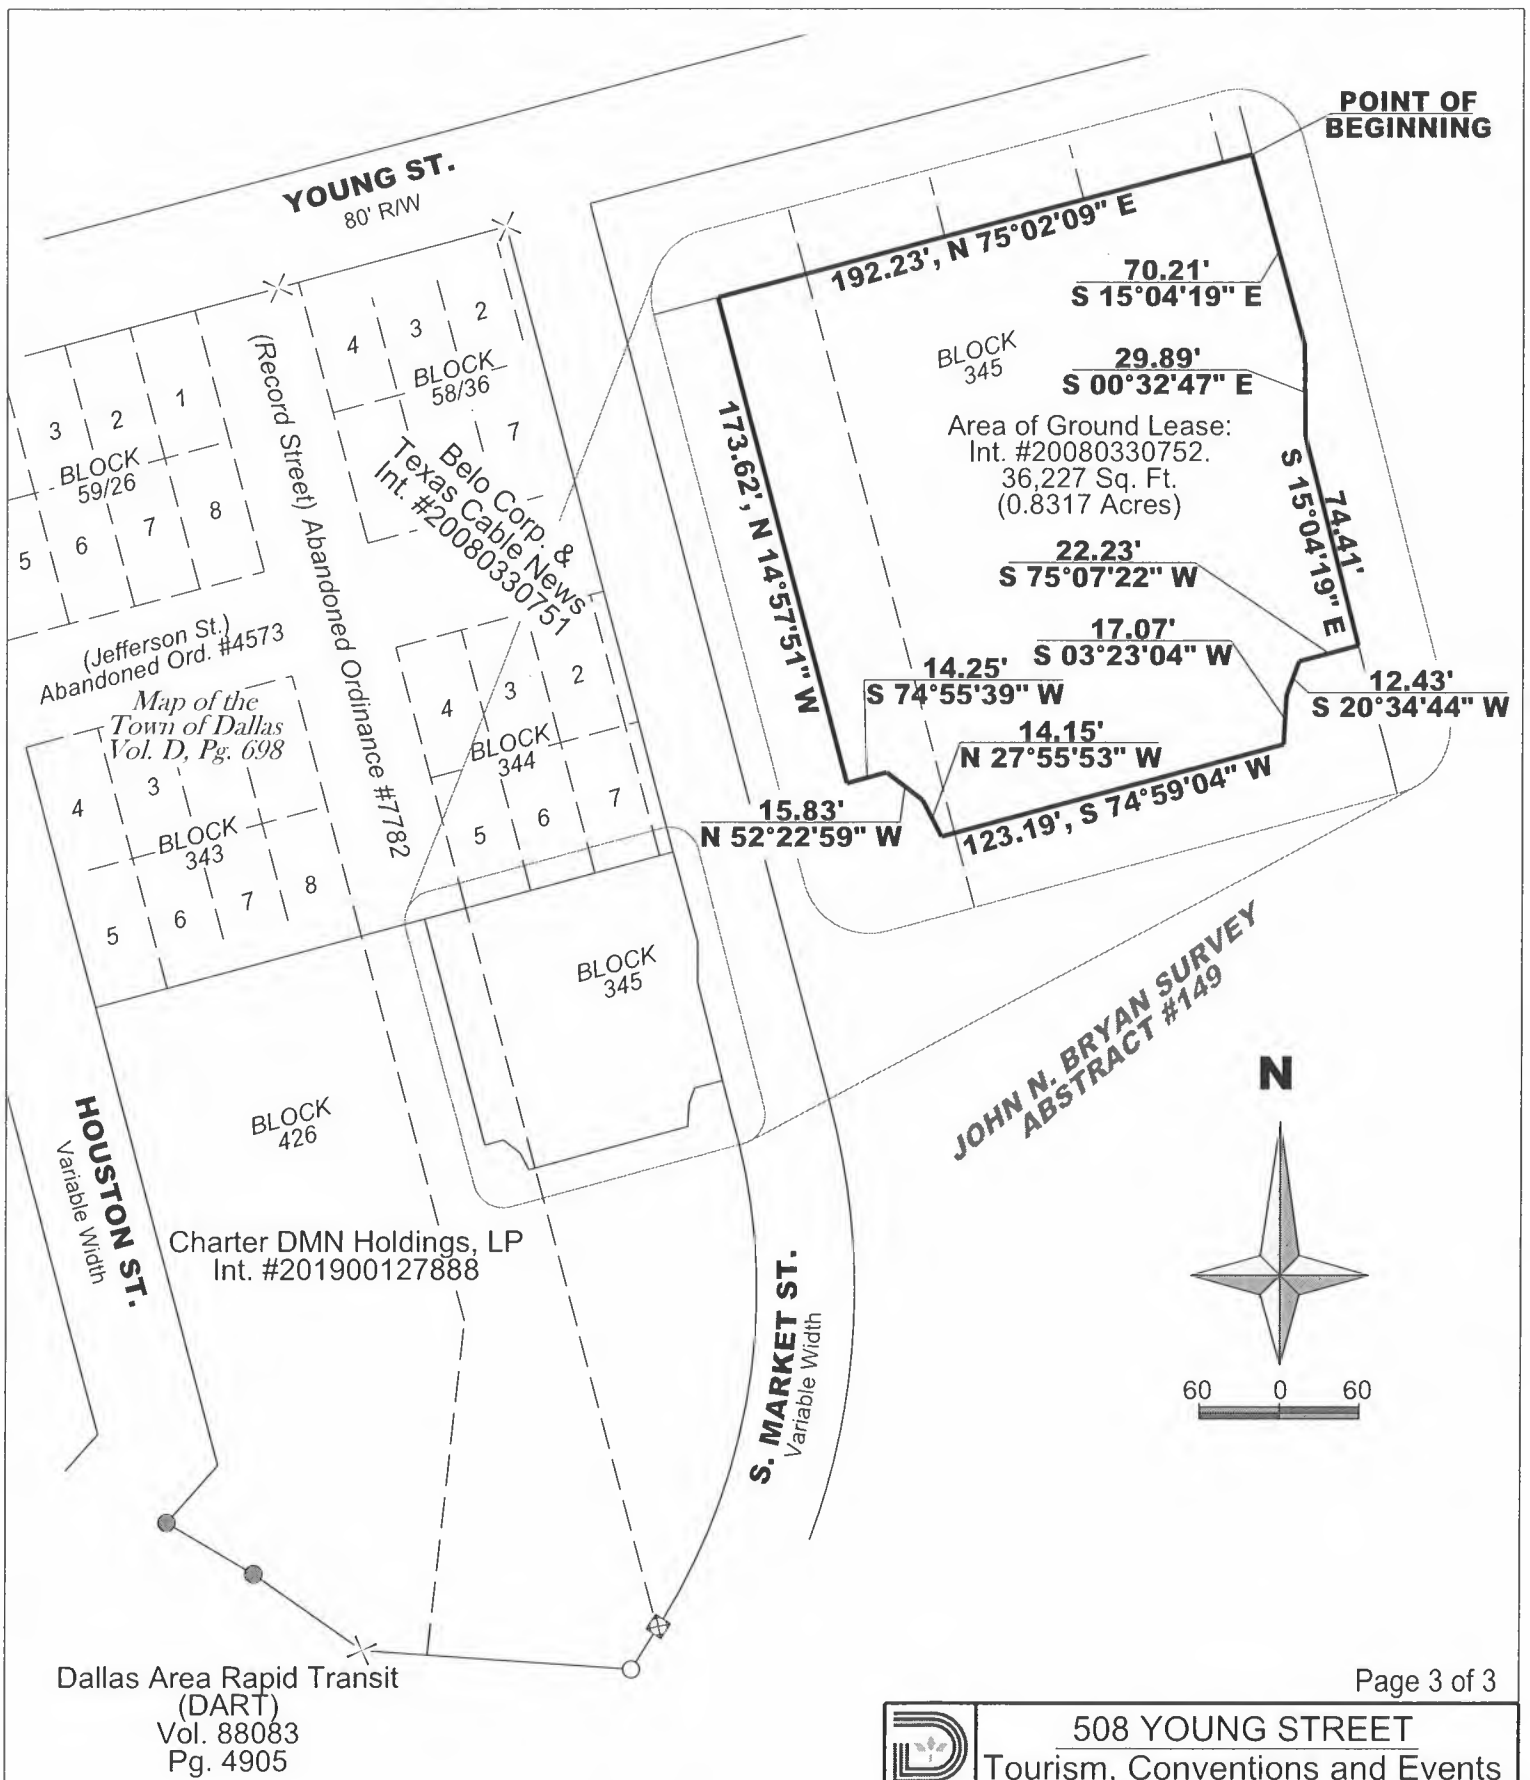 POINT OF
BEGINNING
YOUNG ST.
80' R/W
192.23', N 75°02'09" E
70.21'
S 15°04'19" E
BLOCK
345
29.89'
S 00°32'47" E
Area of Ground Lease:
Int. #20080330752.
36,227 Sq. Ft.
(0.8317 Acres)
74.41'
S 15°04'19" E
22.23'
S 75°07'22" W
17.07'
S 03°23'04" W
12.43'
S 20°34'44" W
173.62', N 14°57'51" W
14.25'
S 74°55'39" W
14.15'
N 27°55'53" W
15.83'
N 52°22'59" W
123.19', S 74°59'04" W
4
3
2
BLOCK
58/36
7
3
2
1
BLOCK
59/26
5
6
7
8
(Record Street) Abandoned Ordinance #7782
Belo Corp. &
Texas Cable News
Int. #20080330751
(Jefferson St.)
Abandoned Ord. #4573
Map of the
Town of Dallas
Vol. D, Pg. 698
4
3
BLOCK
343
5
6
7
8
4
3
2
BLOCK
344
5
6
7
BLOCK
345
JOHN N. BRYAN SURVEY
ABSTRACT #149
N
60 0 60
BLOCK
426
HOUSTON ST.
Variable Width
Charter DMN Holdings, LP
Int. #201900127888
S. MARKET ST.
Variable Width
Dallas Area Rapid Transit
(DART)
Vol. 88083
Pg. 4905
Page 3 of 3
508 YOUNG STREET
Tourism, Conventions and Events